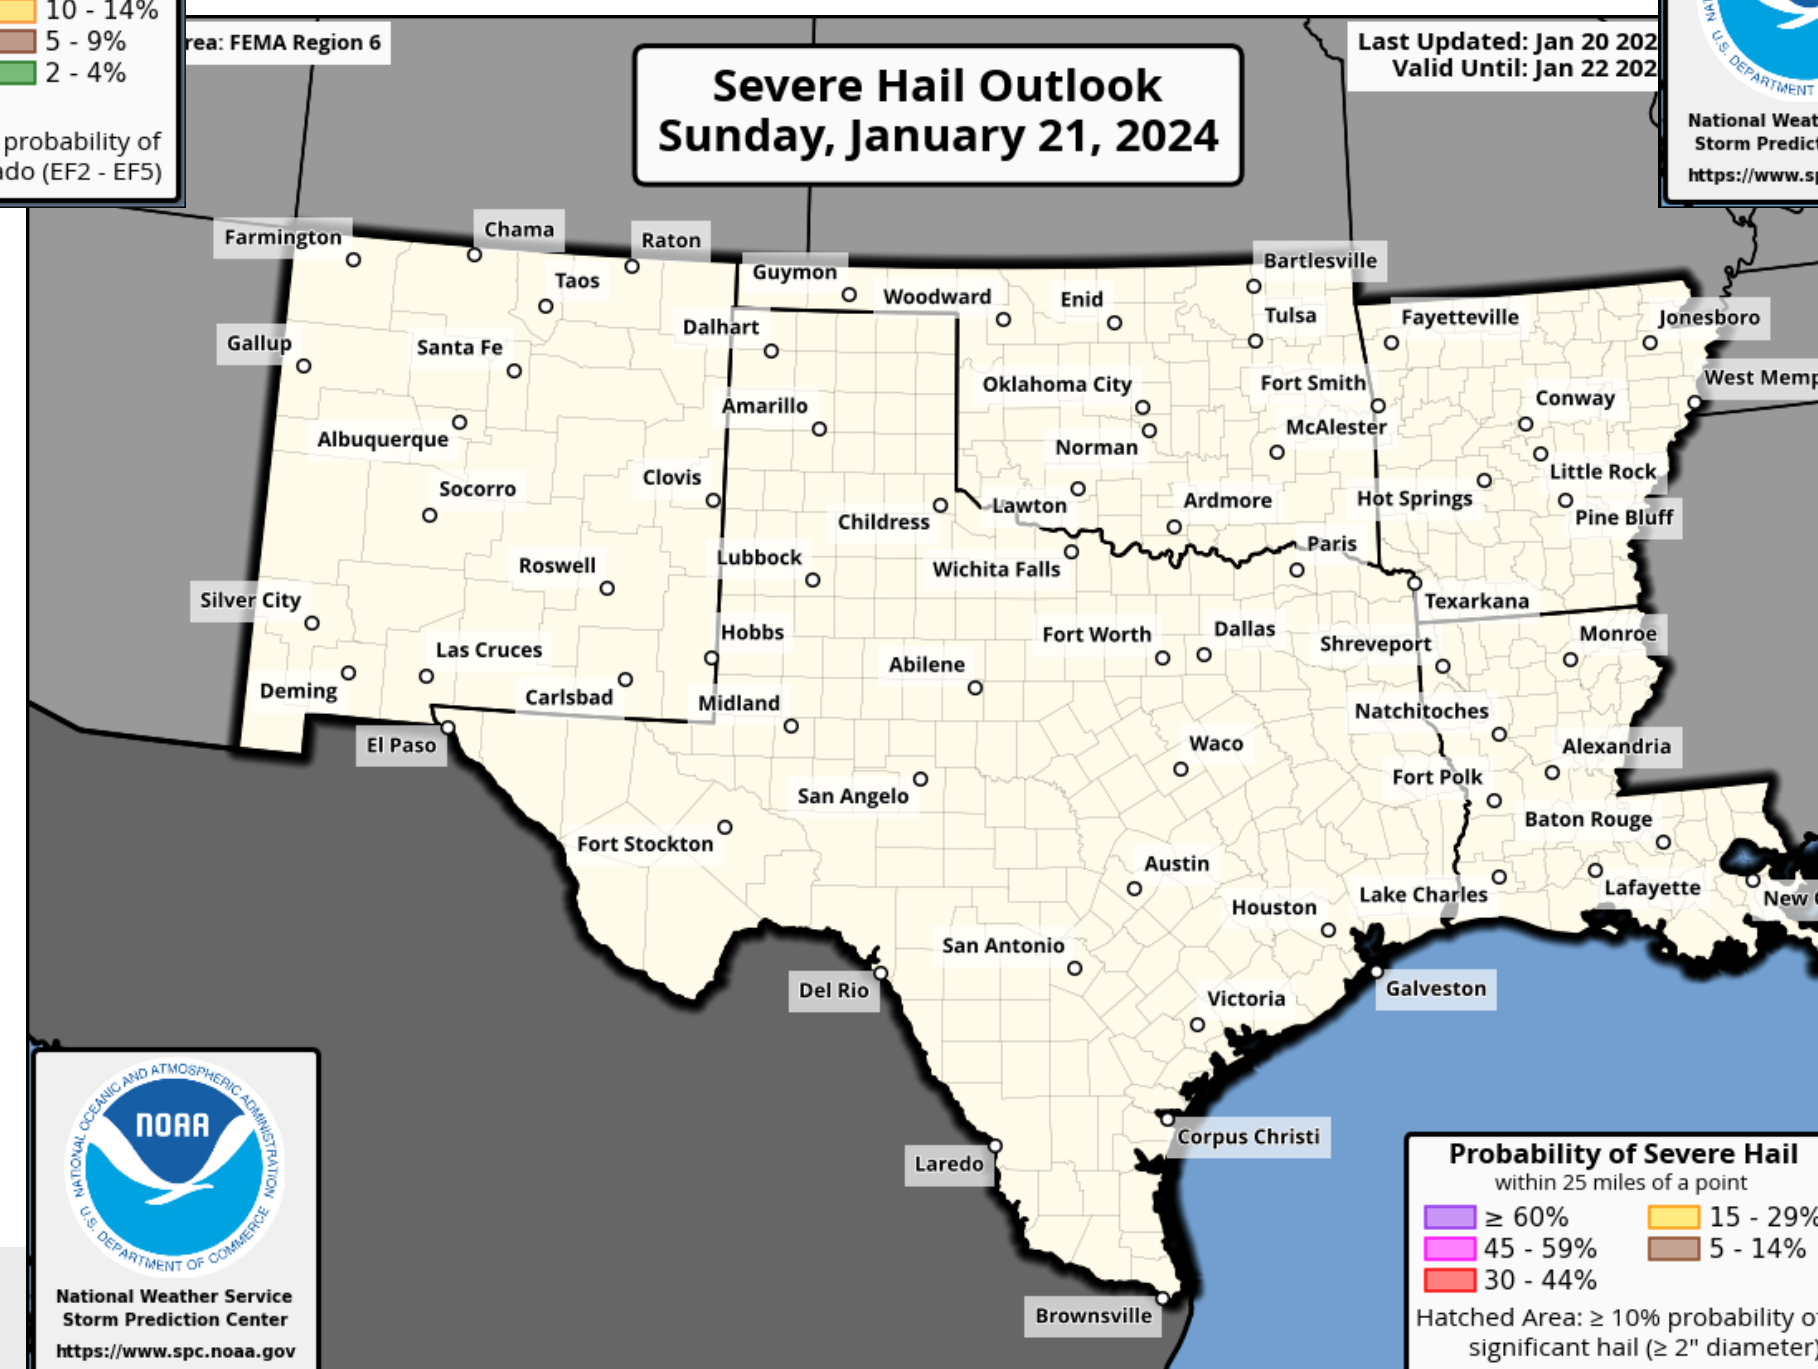 10 - 14%
5 - 9%
2 - 4%
probability of
(EF2 - EF5)
FEMA Region 6
Severe Hail Outlook
Sunday, January 21, 2024
Last Updated: Jan 20
Valid Until: Jan 22
U.S. DEPARTMENT
National
Storm
https://www.
Farmington
Chama
Raton
Taos
Guymon
Woodward
Enid
Bartlesville
Tulsa
Fayetteville
Jonesboro
Gallup
Santa Fe
Dalhart
Oklahoma City
Fort Smith
West
Conway
Amarillo
McAlester
Albuquerque
Norman
Little Rock
Socorro
Clovis
Childress
Lawton
Ardmore
Hot Springs
Pine Bluff
Paris
Roswell
Lubbock
Wichita Falls
Silver City
Texarkana
Las Cruces
Hobbs
Fort Worth
Dallas
Shreveport
Monroe
Abilene
Deming
Carlsbad
Midland
Natchitoches
El Paso
Waco
Alexandria
San Angelo
Fort Polk
Fort Stockton
Baton Rouge
Austin
Lake Charles
Lafayette
New
Houston
San Antonio
Del Rio
Victoria
Galveston
Corpus Christi
Laredo
Brownsville
NATIONAL OCEANIC AND ATMOSPHERIC ADMINISTRATION
NOAA
U.S. DEPARTMENT OF COMMERCE
National Weather Service
Storm Prediction Center
https://www.spc.noaa.gov
Probability of Severe Hail
within 25 miles of a point
≥ 60% 15 - 29%
45 - 59% 5 - 14%
30 - 44%
Hatched Area: ≥ 10% probability of
significant hail (≥ 2" diameter)